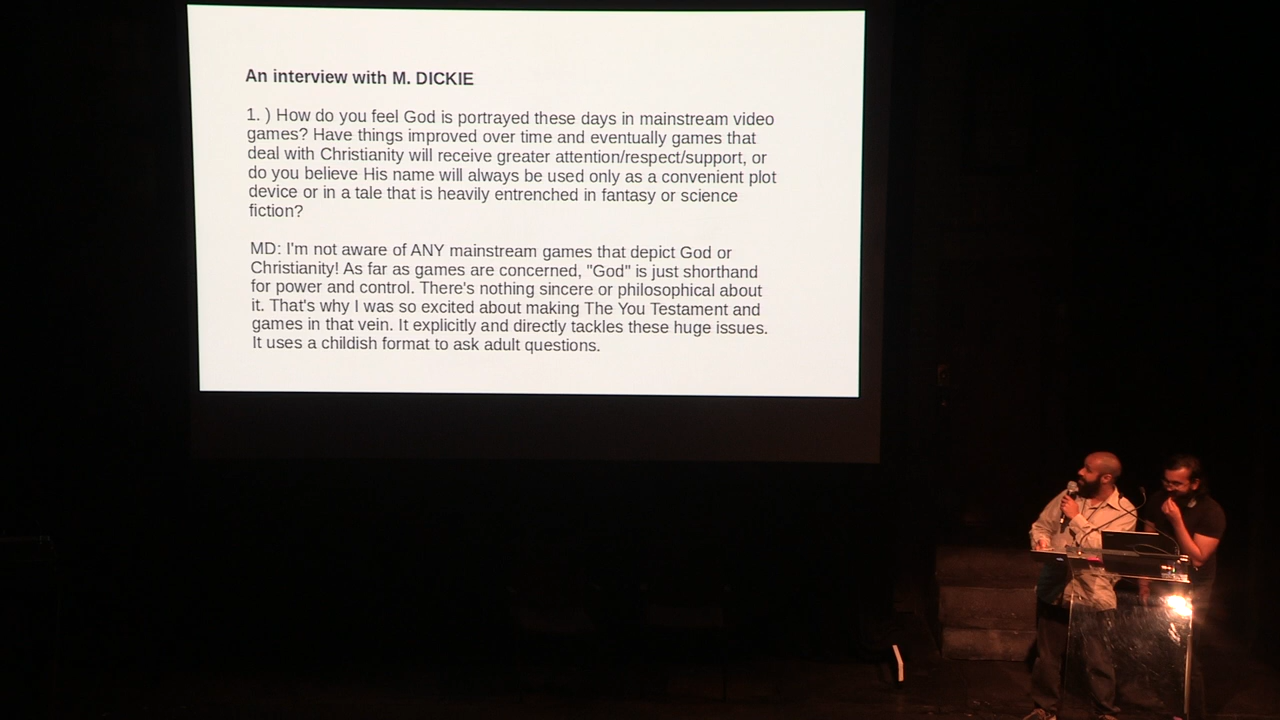 An interview with M. DICKIE
1. ) How do you feel God is portrayed these days in mainstream video
games? Have things improved over time and eventually games that
deal with Christianity will receive greater attention/respect/support, or
do you believe His name will always be used only as a convenient plot
device or in a tale that is heavily entrenched in fantasy or science
fiction?
MD: I'm not aware of ANY mainstream games that depict God or
Christianity! As far as games are concerned, "God" is just shorthand
for power and control. There's nothing sincere or philosophical about
it. That's why I was so excited about making The You Testament and
games in that vein. It explicitly and directly tackles these huge issues.
It uses a childish format to ask adult questions.